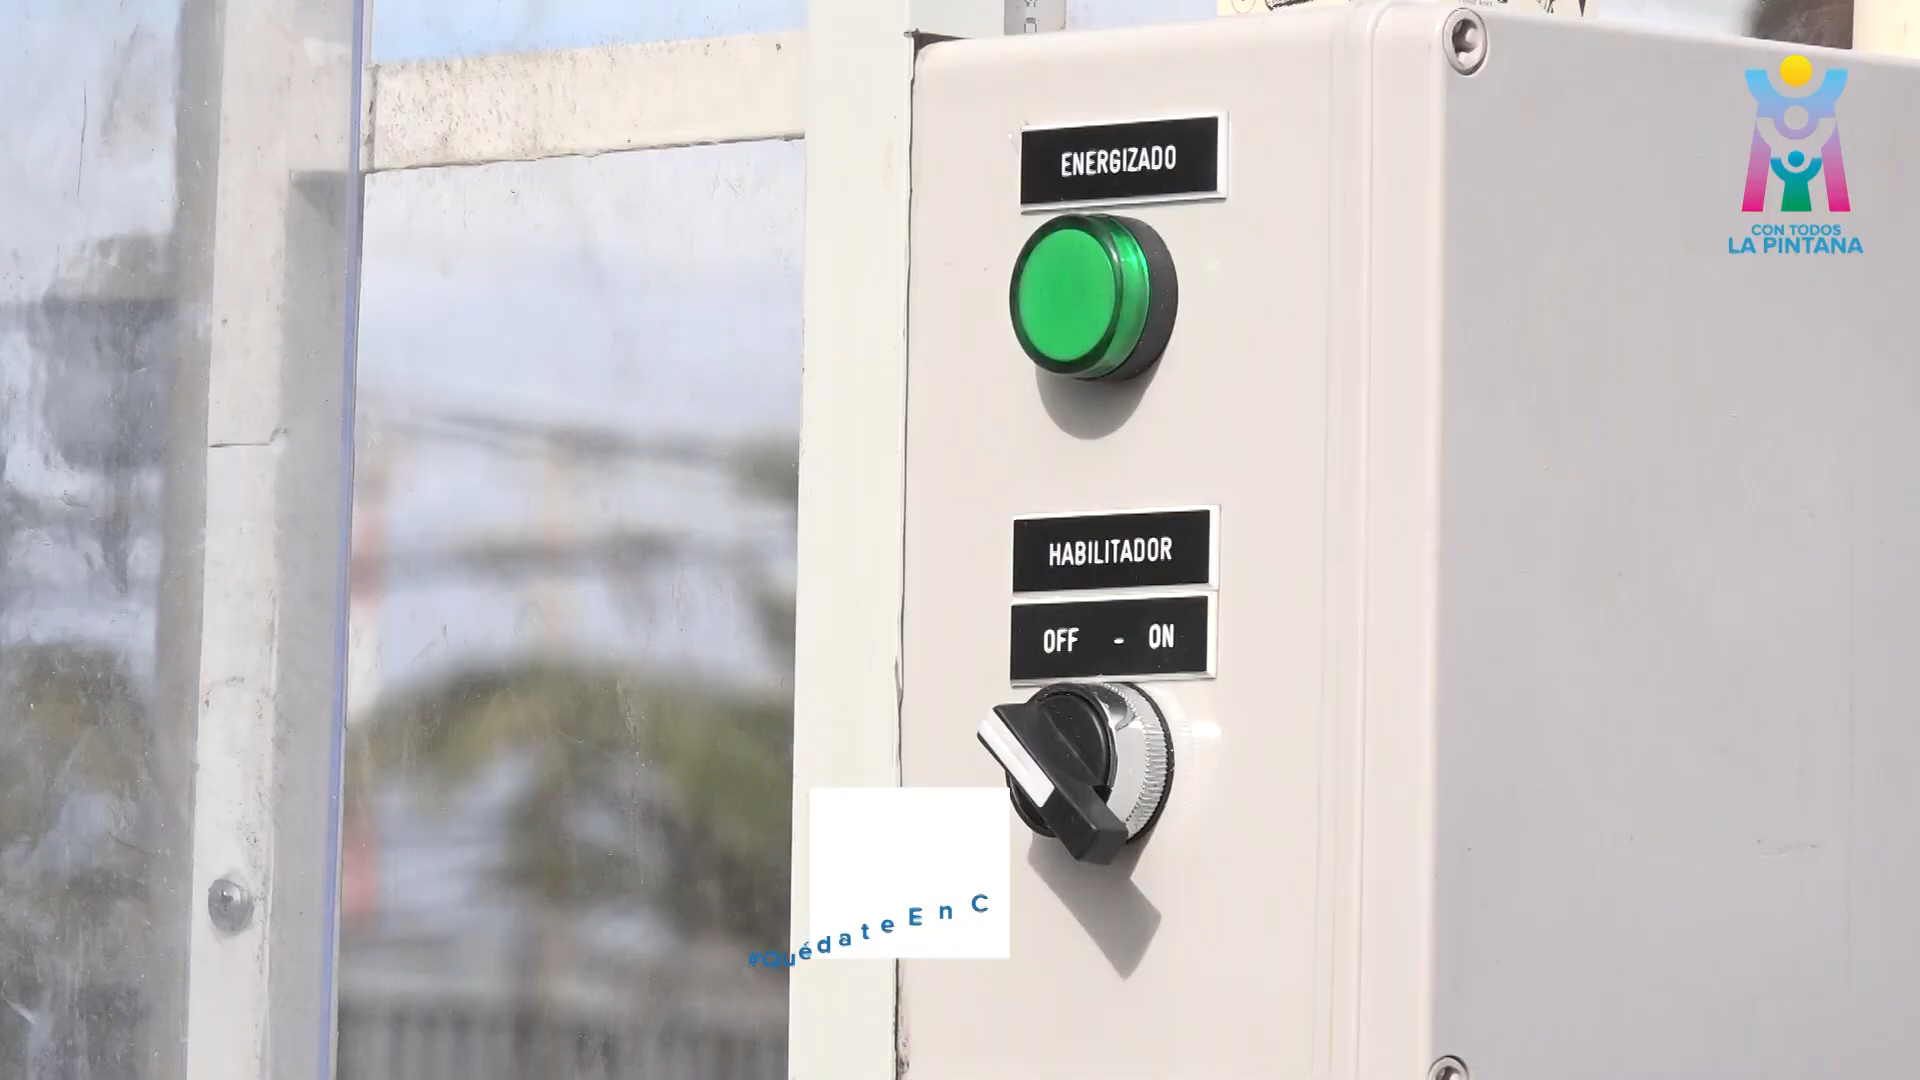 ENERGIZADO
CON TODOS
LA PINTANA
HABILITADOR
OFF - ON
#QuédateEnC